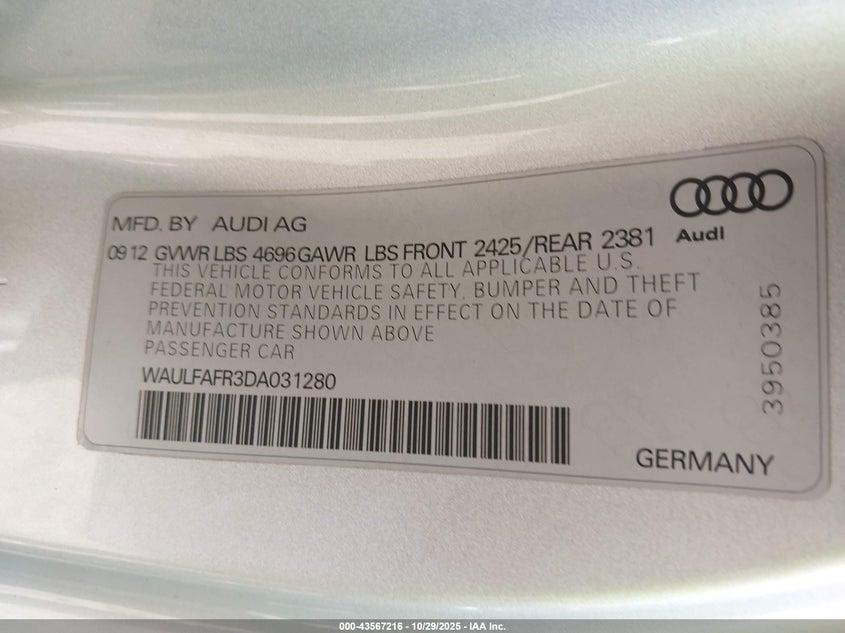 MFD. BY AUDI AG
Audi
09 12 GVWR LBS 4696 GAWR LBS FRONT 2425/REAR 2381
THIS VEHICLE CONFORMS TO ALL APPLICABLE U.S.
FEDERAL MOTOR VEHICLE SAFETY, BUMPER AND THEFT
PREVENTION STANDARDS IN EFFECT ON THE DATE OF
MANUFACTURE SHOWN ABOVE
PASSENGER CAR
WAULFAFR3DA031280
3950385
GERMANY
000-43567216 - 10/29/2025 - IAA Inc.